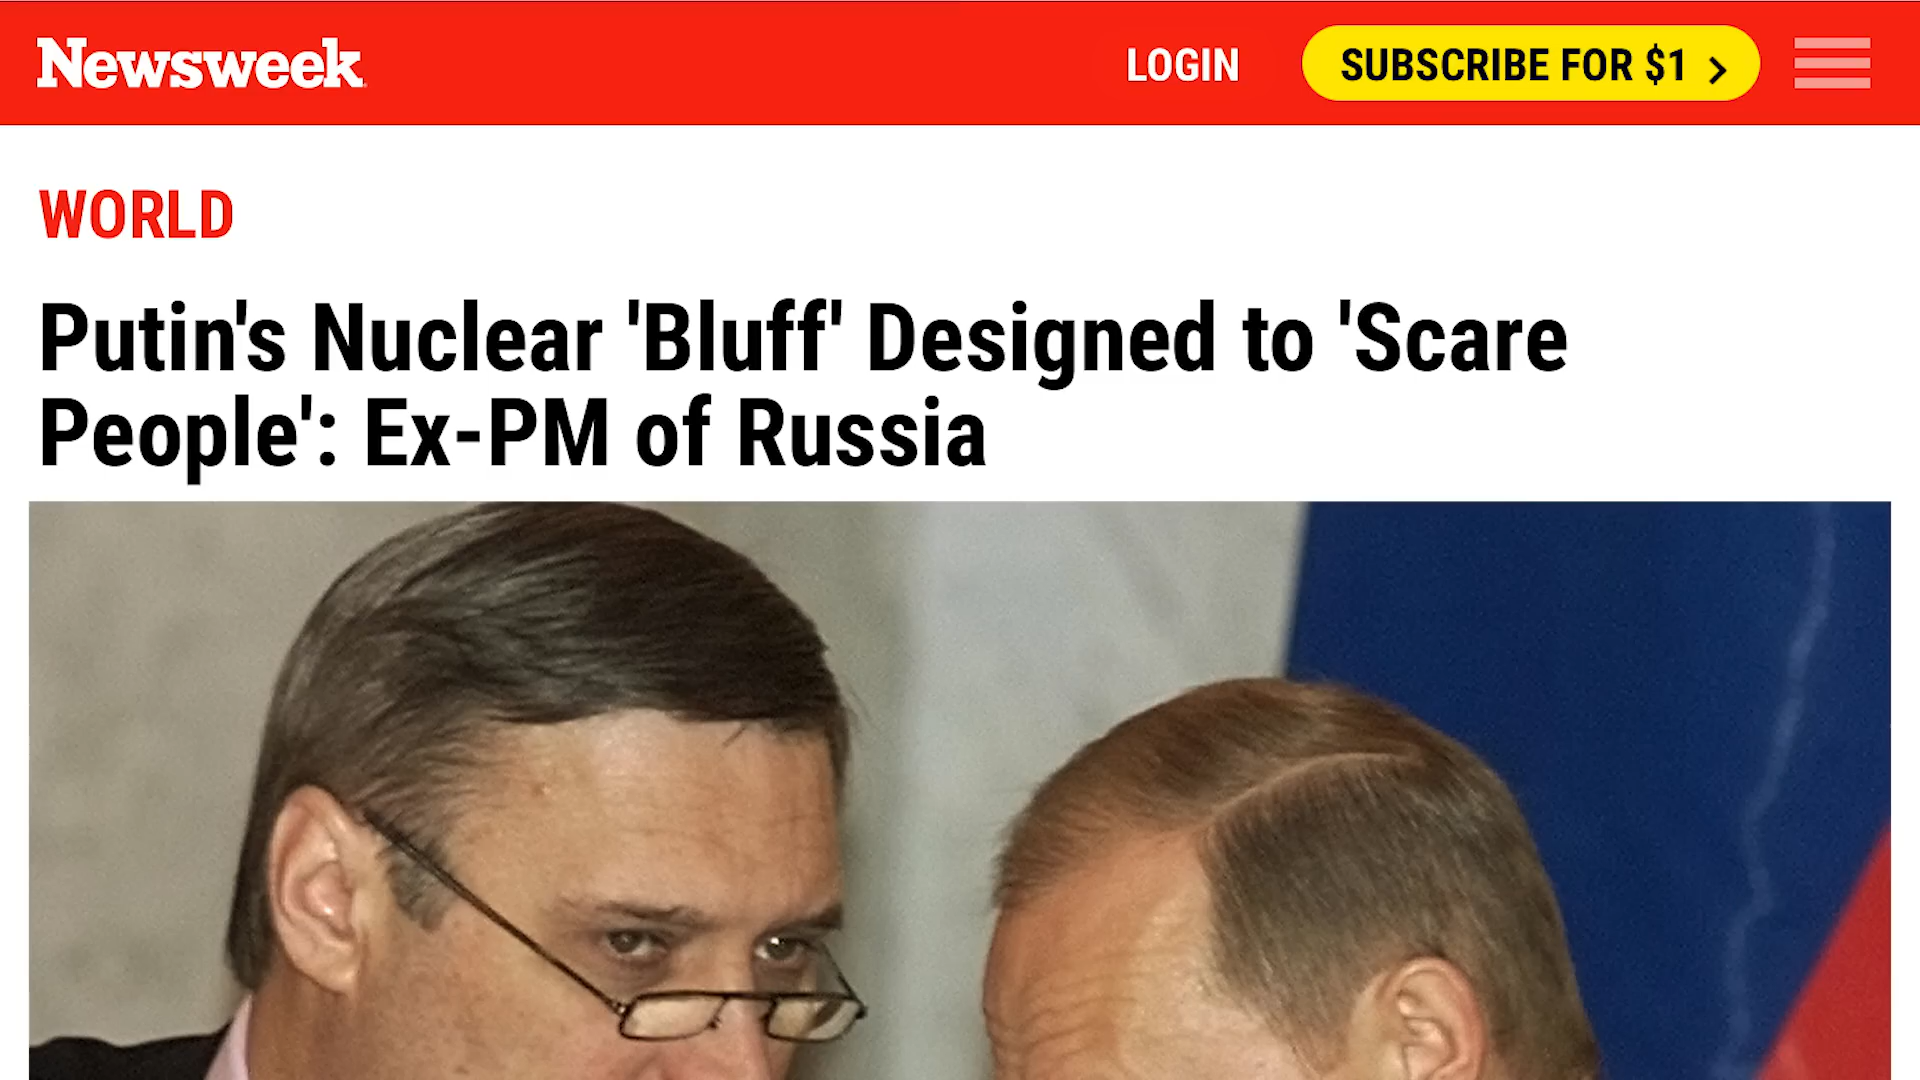 Newsweek
LOGIN
SUBSCRIBE FOR $1
WORLD
Putin's Nuclear 'Bluff' Designed to 'Scare
People': Ex-PM of Russia